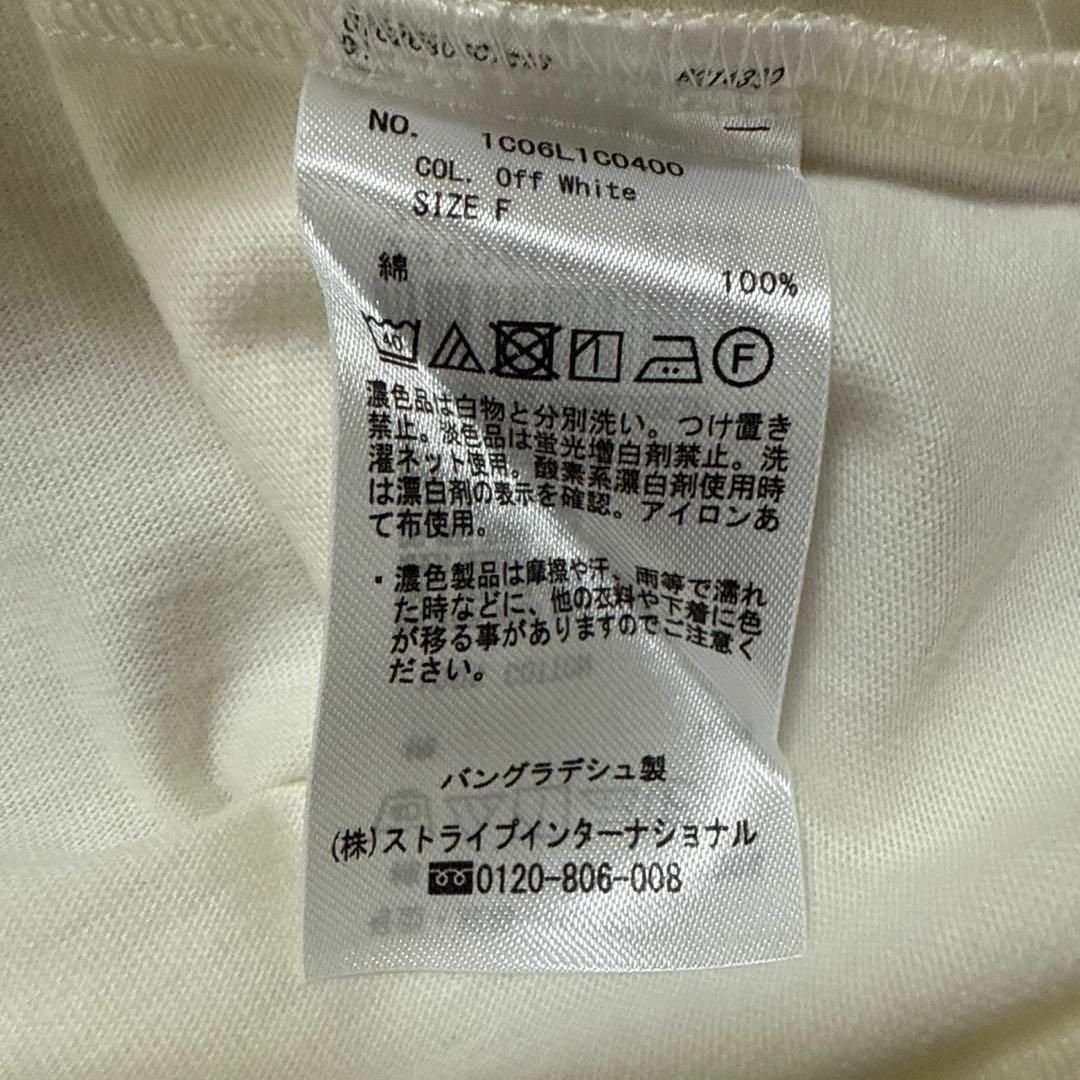 NO. 1C06L1C0400
COL. Off White
SIZE F
綿 100%
40 F
濃色品は白物と分別洗い。つけ置き
禁止。淡色品は蛍光増白剤禁止。洗
濯ネット使用。酸素系漂白剤使用時
は漂白剤の表示を確認。アイロンあ
て布使用。
・濃色製品は摩擦や汗、雨等で濡れ
た時などに、他の衣料や下着に色
が移る事がありますのでご注意く
ださい。
バングラデシュ製
(株)ストライプインターナショナル
0120-806-008